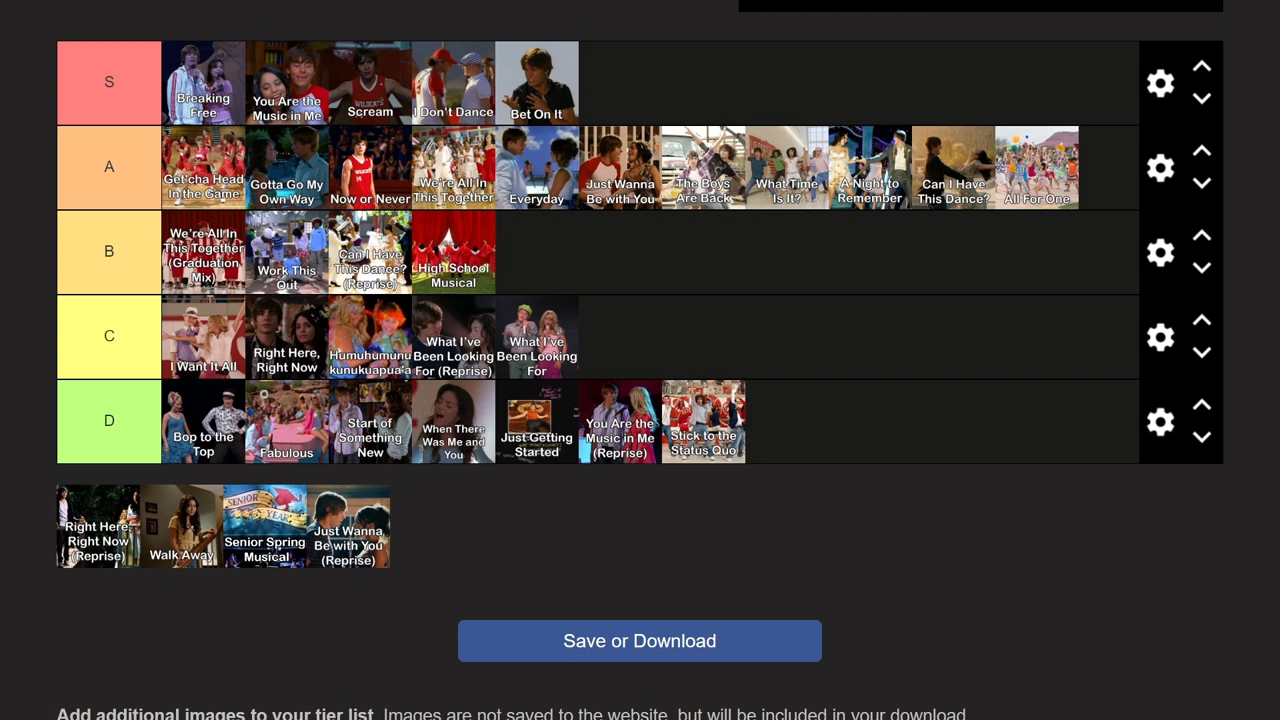 S
Breaking
Free
You Are the
Music in Me
Scream
I Don't Dance
Bet On It
A
Get'cha Head
In the Game
Gotta Go My
Own Way
Now or Never
We're All In
This Together
Everyday
Just Wanna
Be with You
The Boys
Are Back
What Time
Is It?
A Night to
Remember
Can I Have
This Dance?
All For One
B
We're All In
This Together
(Graduation
Mix)
Work This
Out
Can I Have
This Dance?
(Reprise)
High School
Musical
C
I Want It All
Right Here,
Right Now
Humuhumunu
kunukuapua'a
What I've
Been Looking
For (Reprise)
What I've
Been Looking
For
D
Bop to the
Top
Fabulous
Start of
Something
New
When There
Was Me and
You
Just Getting
Started
You Are the
Music in Me
(Reprise)
Stick to the
Status Quo
Right Here,
Right Now
(Reprise)
Walk Away
SENIOR
YEAR
Senior Spring
Musical
Just Wanna
Be with You
(Reprise)
Save or Download
Add additional images to your tier list. Images are not saved to the website, but will be included in your download